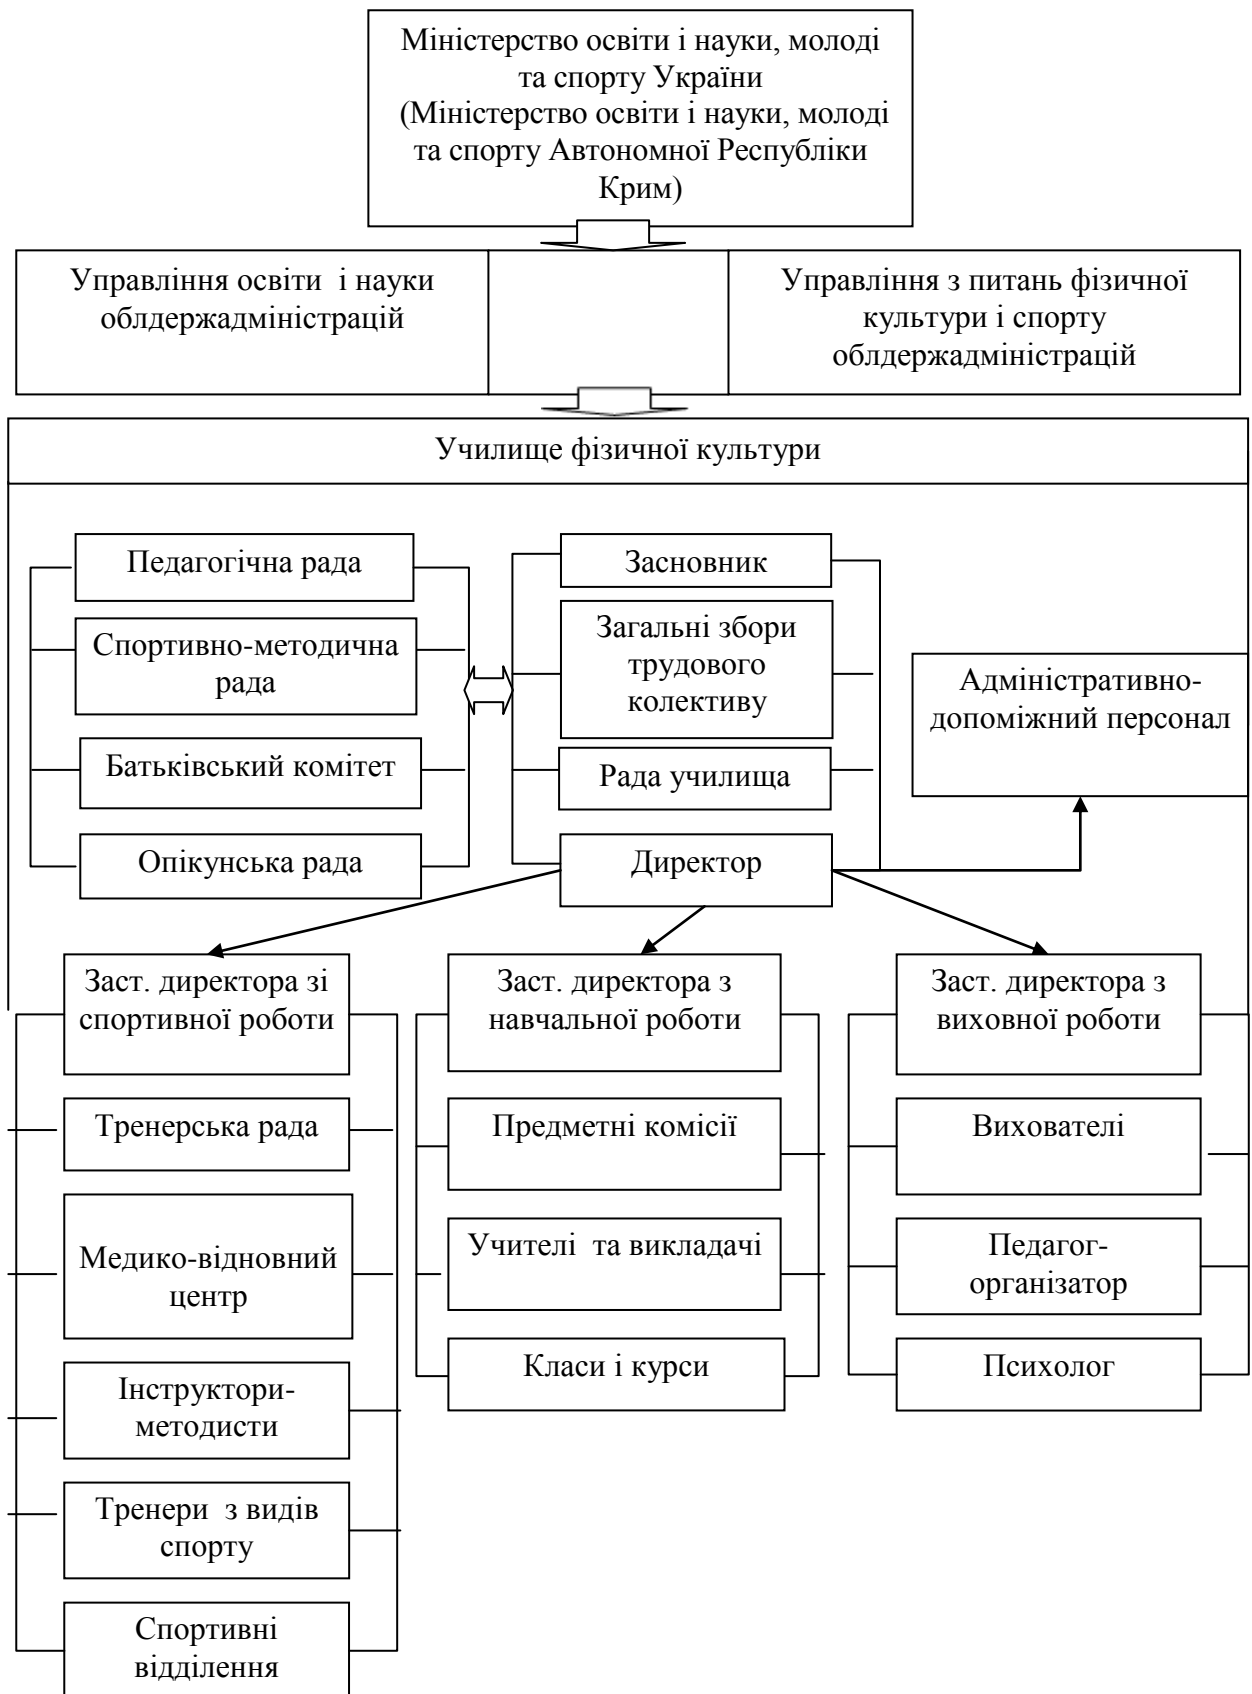 Міністерство освіти і науки, молоді
та спорту України
(Міністерство освіти і науки, молоді
та спорту Автономної Республіки
Крим)
Управління освіти і науки
облдержадміністрацій
Управління з питань фізичної
культури і спорту
облдержадміністрацій
Училище фізичної культури
Педагогічна рада
Спортивно-методична
рада
Батьківський комітет
Опікунська рада
Засновник
Загальні збори
трудового
колективу
Рада училища
Директор
Адміністративно-
допоміжний персонал
Заст. директора зі
спортивної роботи
Тренерська рада
Медико-відновний
центр
Інструктори-
методисти
Тренери з видів
спорту
Спортивні
відділення
Заст. директора з
навчальної роботи
Предметні комісії
Учителі та викладачі
Класи і курси
Заст. директора з
виховної роботи
Вихователі
Педагог-
організатор
Психолог